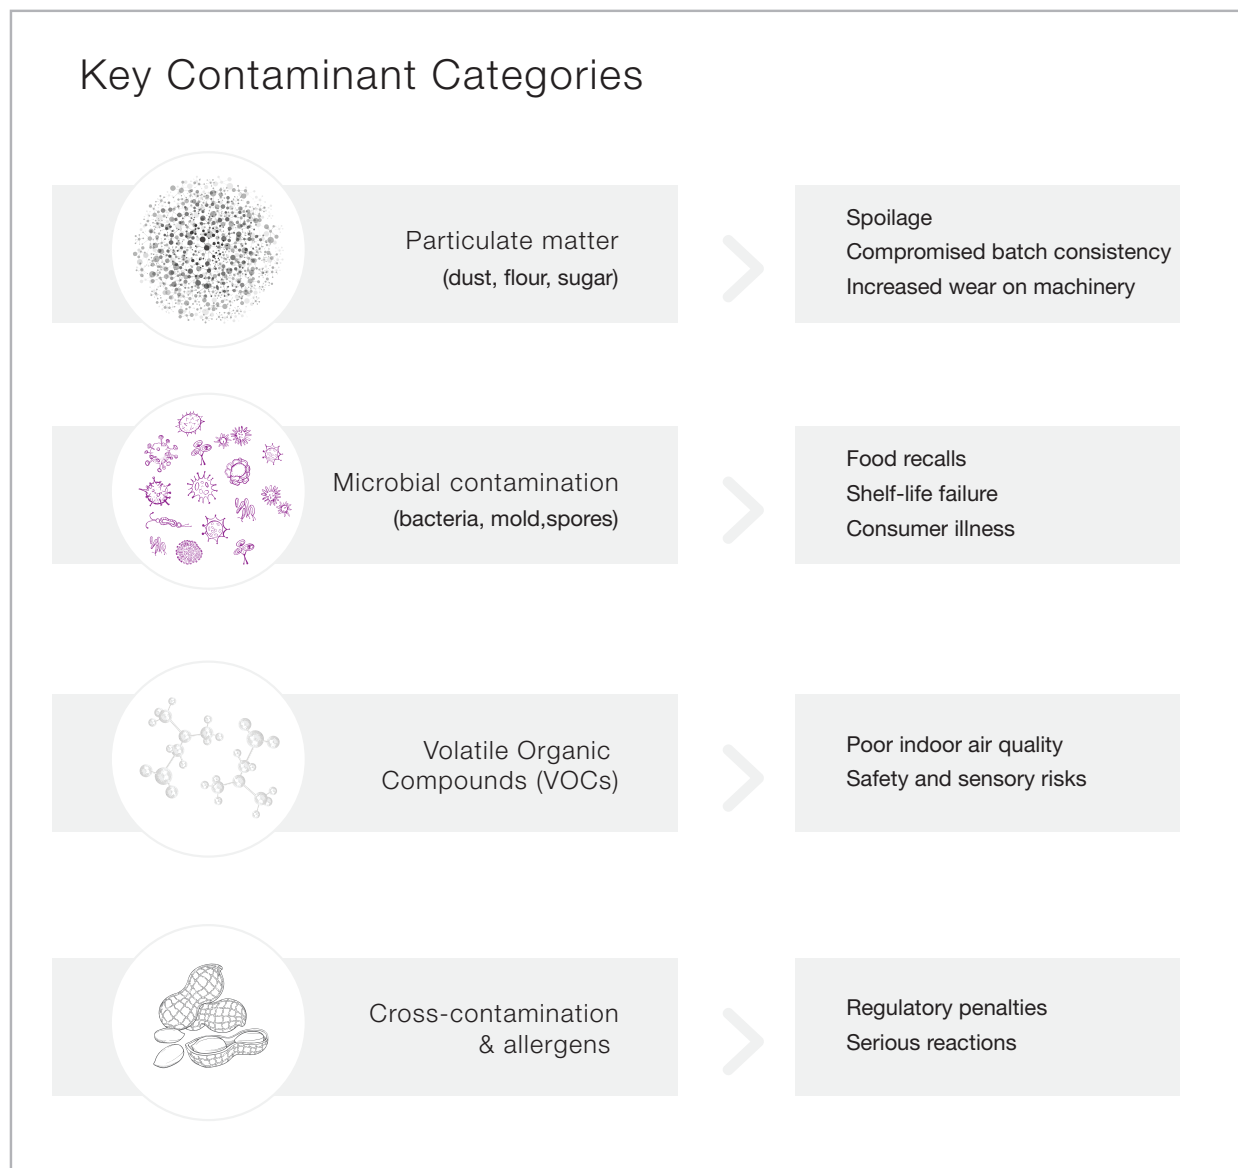 Key Contaminant Categories
Particulate matter
(dust, flour, sugar)
Spoilage
Compromised batch consistency
Increased wear on machinery
Microbial contamination
(bacteria, mold,spores)
Food recalls
Shelf-life failure
Consumer illness
Volatile Organic
Compounds (VOCs)
Poor indoor air quality
Safety and sensory risks
Cross-contamination
& allergens
Regulatory penalties
Serious reactions